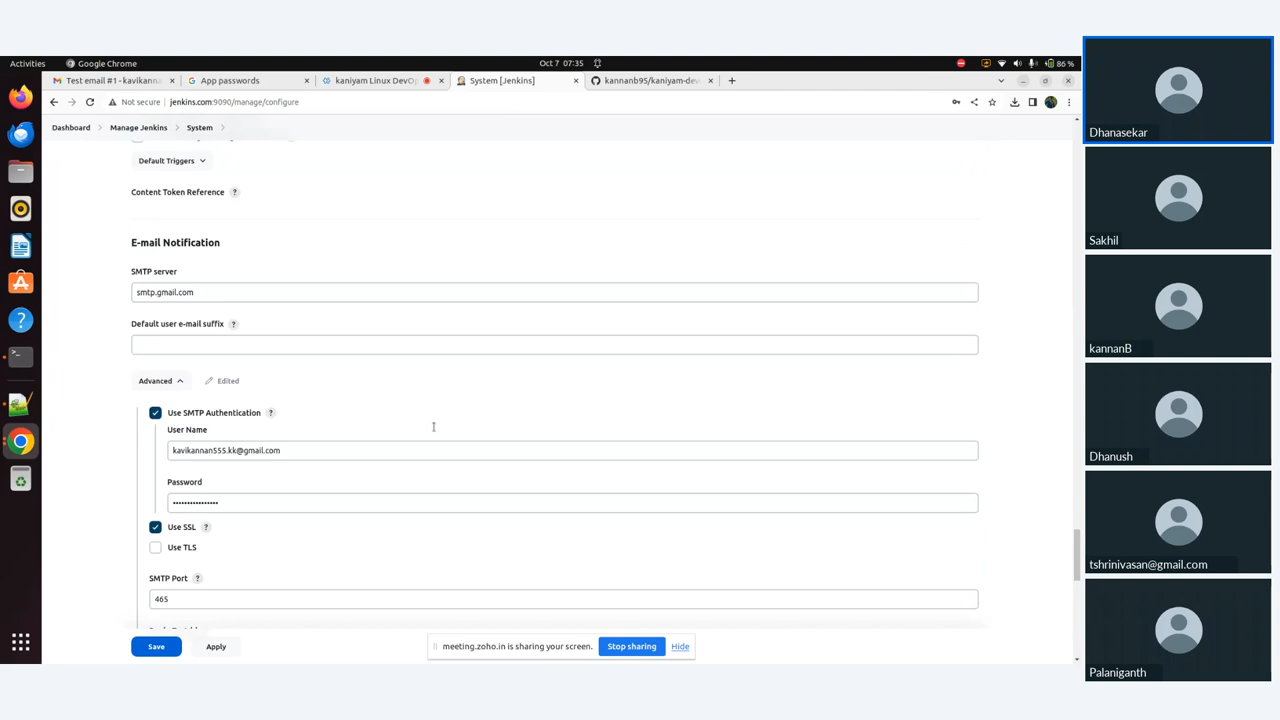 Activities
Google Chrome
Oct 7 07:35
86 %
Test email #1 - kavikann
App passwords
kaniyam Linux DevOp
System [Jenkins]
kannanb95/kaniyam-de
Not secure
jenkins.com:9090/manage/configure
Dashboard
Manage Jenkins
System
Default Triggers
Content Token Reference ?
E-mail Notification
SMTP server
smtp.gmail.com
Default user e-mail suffix ?
Advanced
Edited
Use SMTP Authentication ?
User Name
kavikannan555.kk@gmail.com
Password
Use SSL ?
Use TLS
SMTP Port ?
465
Save
Apply
meeting.zoho.in is sharing your screen.
Stop sharing
Hide
Dhanasekar
Sakhil
kannanB
Dhanush
tshrinivasan@gmail.com
Palaniganth